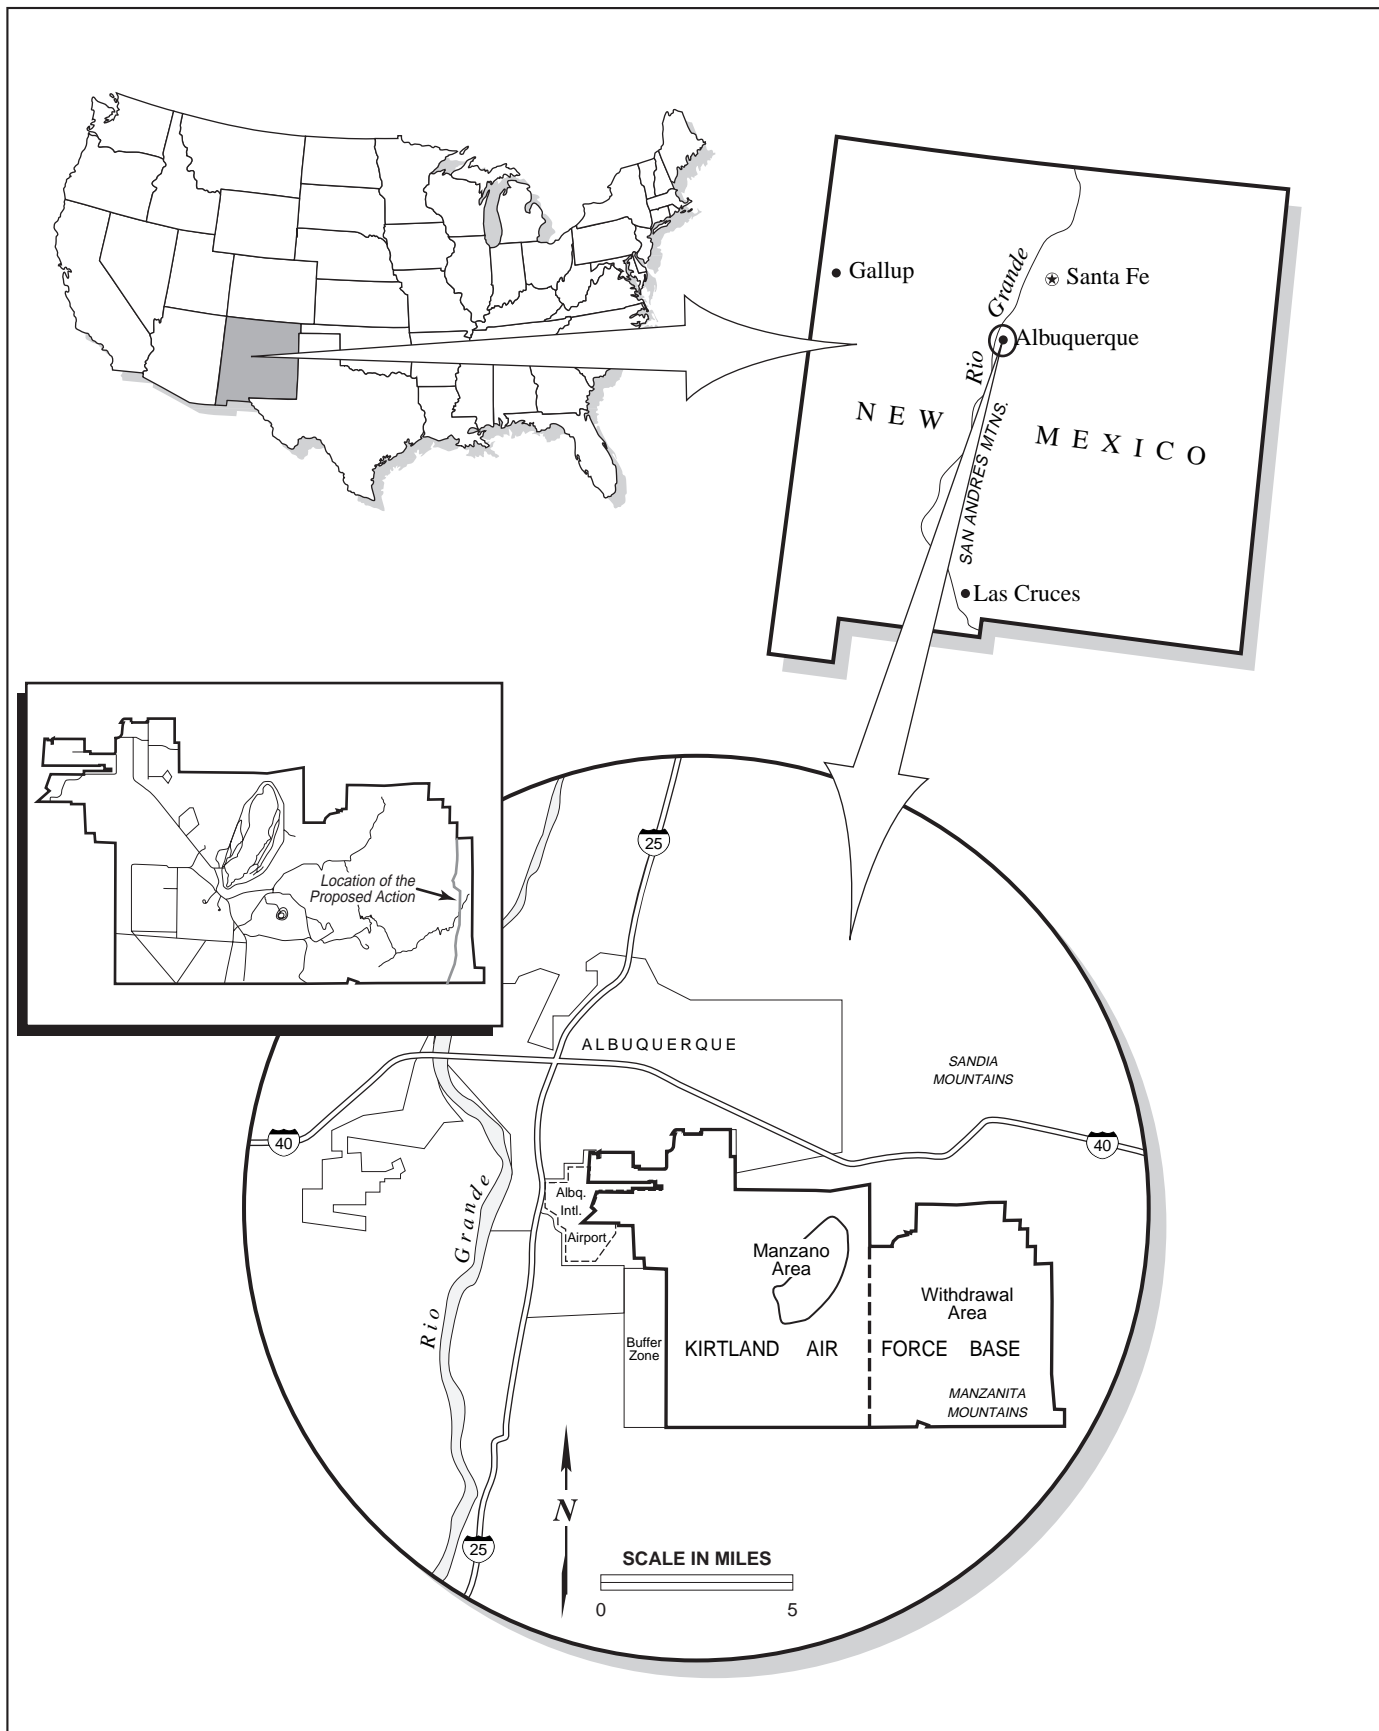 Gallup
Santa Fe
Rio Grande
Albuquerque
NEW MEXICO
SAN ANDRES MTNS.
Las Cruces
Location of the
Proposed Action
25
ALBUQUERQUE
SANDIA
MOUNTAINS
40
40
Rio Grande
Albq.
Intl.
Airport
Manzano
Area
Withdrawal
Area
Buffer
Zone
KIRTLAND AIR FORCE BASE
MANZANITA
MOUNTAINS
N
25
SCALE IN MILES
0 5